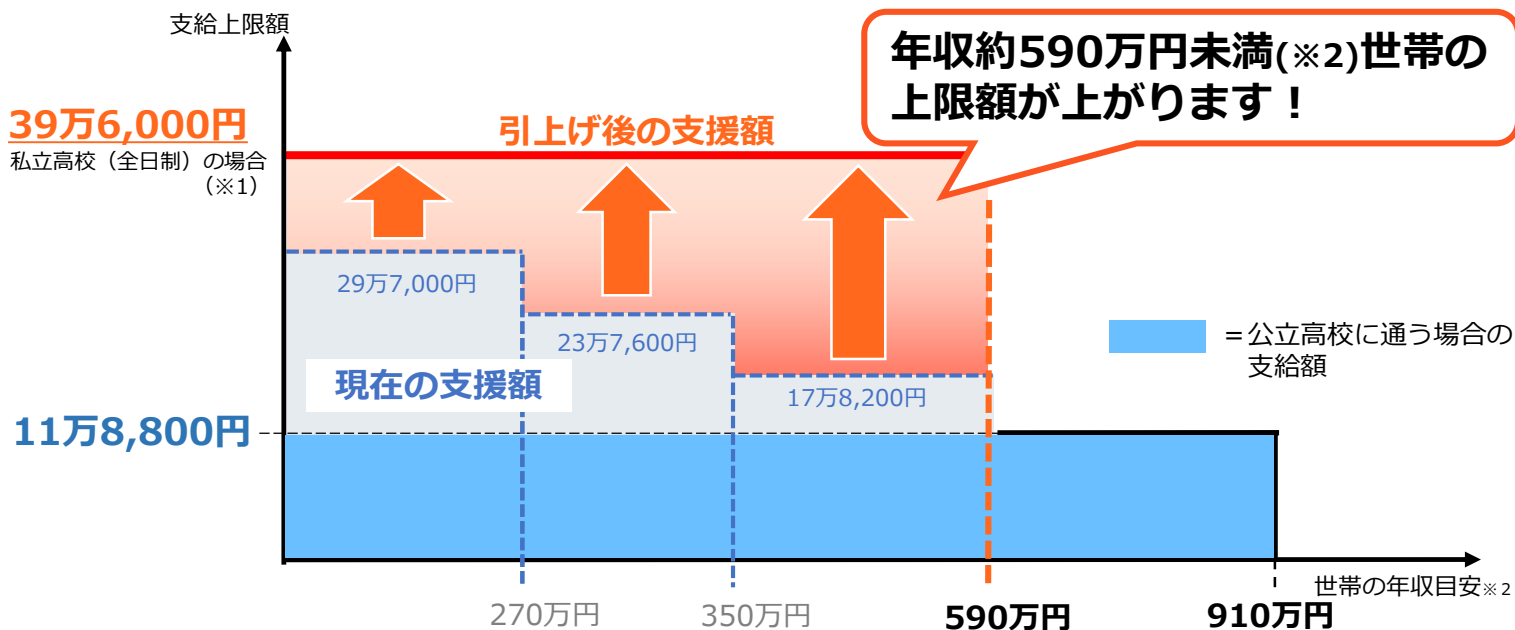 支給上限額
年収約590万円未満(※2)世帯の
上限額が上がります！
39万6,000円
私立高校（全日制）の場合
（※1）
引上げ後の支援額
29万7,000円
23万7,600円
17万8,200円
現在の支援額
＝公立高校に通う場合の
支給額
11万8,800円
世帯の年収目安※2
270万円
350万円
590万円
910万円